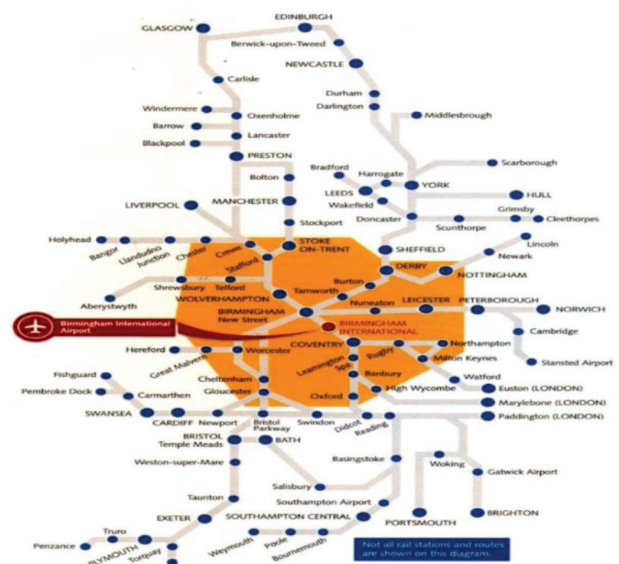 EDINBURGH
GLASGOW
Berwick-upon-Tweed
NEWCASTLE
Carlisle
Durham
Darlington
Windermere
Oxenholme
Middlesbrough
Barrow
Lancaster
Blackpool
PRESTON
Scarborough
Bradford
Harrogate
Bolton
LEEDS
YORK
HULL
LIVERPOOL
MANCHESTER
Wakefield
Grimsby
Stockport
Doncaster
Cleethorpes
Scunthorpe
Holyhead
Bangor
Llandudno
Junction
Chester
Crewe
STOKE
ON-TRENT
SHEFFIELD
Lincoln
Newark
Stafford
DERBY
NOTTINGHAM
Shrewsbury
Telford
Burton
Aberystwyth
WOLVERHAMPTON
Tamworth
Nuneaton
LEICESTER
PETERBOROUGH
BIRMINGHAM
New Street
NORWICH
Birmingham International
Airport
BIRMINGHAM
INTERNATIONAL
Cambridge
COVENTRY
Hereford
Great Malvern
Worcester
Leamington
Spa
Rugby
Northampton
Milton Keynes
Stansted Airport
Fishguard
Cheltenham
Banbury
Watford
Pembroke Dock
Carmarthen
Gloucester
Oxford
High Wycombe
Euston (LONDON)
Marylebone (LONDON)
SWANSEA
CARDIFF
Newport
Bristol
Parkway
Swindon
Didcot
Reading
Paddington (LONDON)
BRISTOL
Temple Meads
BATH
Weston-super-Mare
Basingstoke
Woking
Gatwick Airport
Salisbury
Taunton
Southampton Airport
EXETER
SOUTHAMPTON CENTRAL
PORTSMOUTH
BRIGHTON
Truro
Penzance
PLYMOUTH
Torquay
Weymouth
Poole
Bournemouth
Not all rail stations and routes
are shown on this diagram.